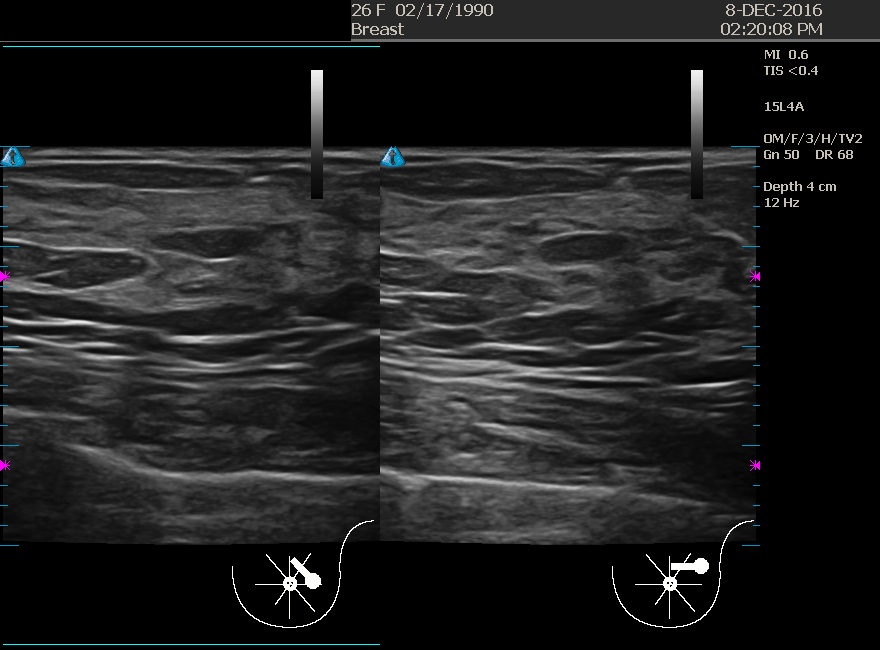 26 F 02/17/1990 8-DEC-2016
Breast 02:20:08 PM
MI 0.6
TIS <0.4
15L4A
OM/F/3/H/TV2
Gn 50 DR 68
Depth 4 cm
12 Hz